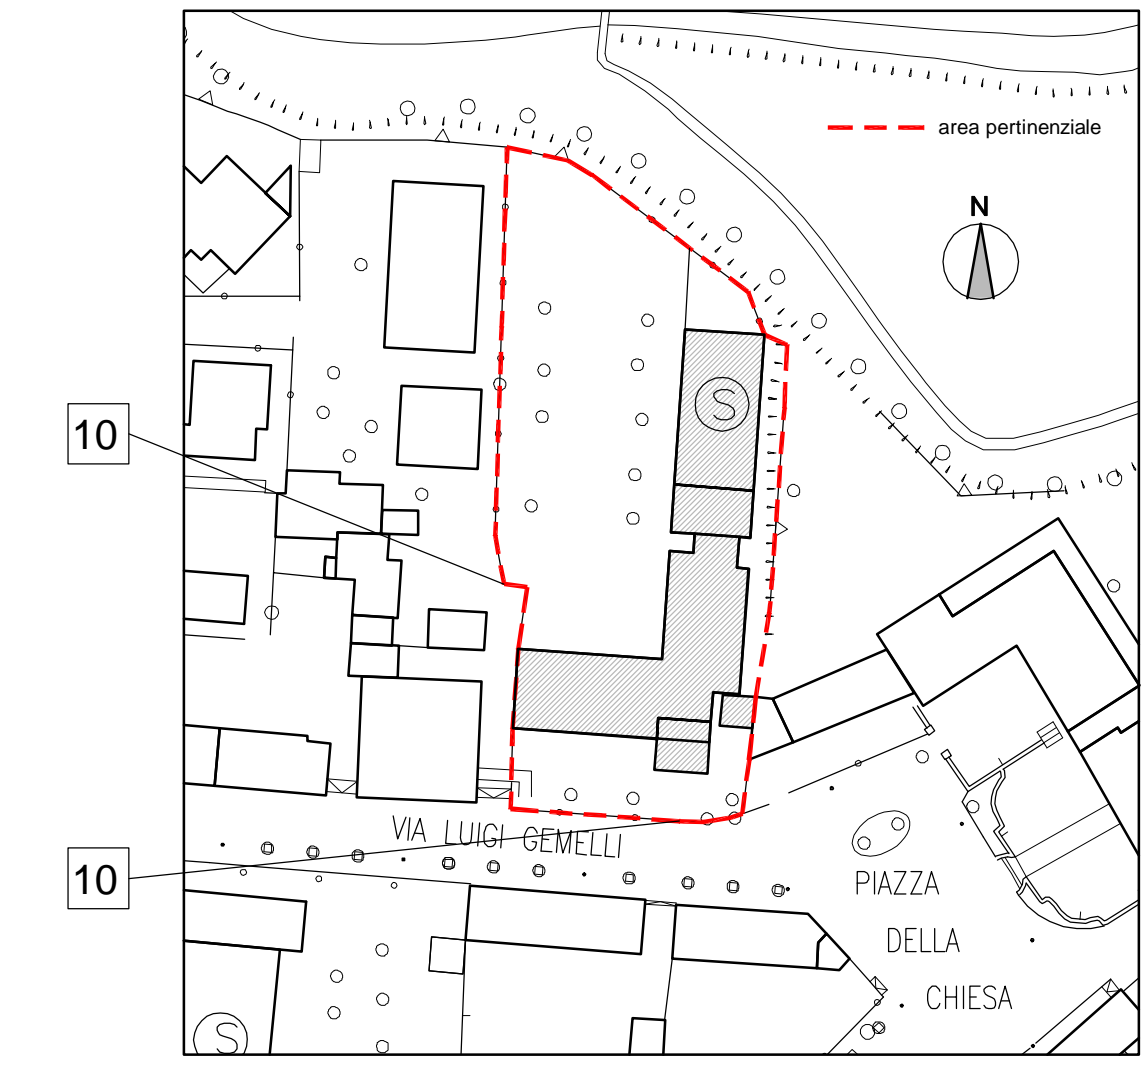 area pertinenziale
N
S
10
VIA LUIGI GEMELLI
10
PIAZZA
DELLA
CHIESA
S